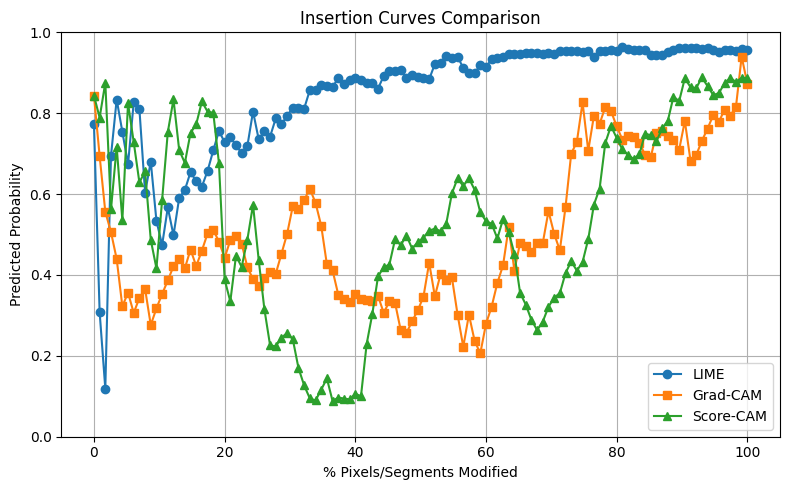 Insertion Curves Comparison
Predicted Probability
1.0
0.8
0.6
0.4
0.2
0.0
0
20
40
60
80
100
% Pixels/Segments Modified
LIME
Grad-CAM
Score-CAM